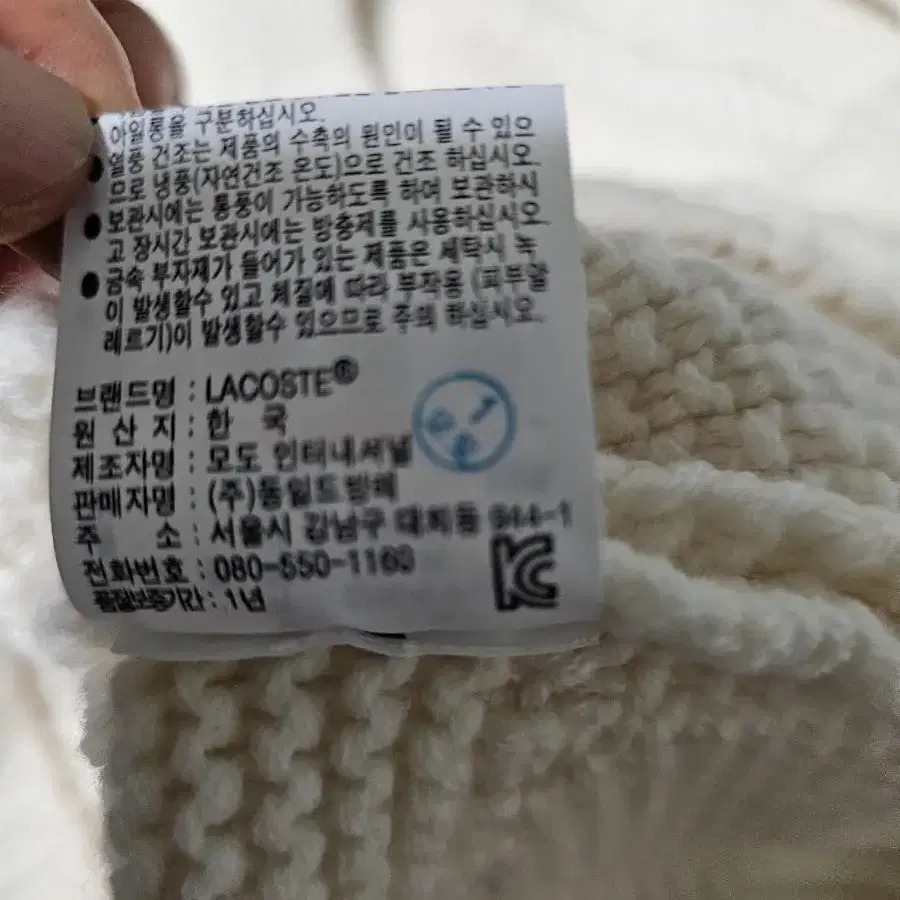 아일롱을 구분하십시오.
열풍 건조는 제품의 수축의 원인이 될 수 있으
므로 냉풍(자연건조 온도)으로 건조 하십시오.
보관시에는 통풍이 가능하도록 하여 보관하시
고 장시간 보관시에는 방충제를 사용하십시오.
금속 부자재가 들어가 있는 제품은 세탁시 녹
이 발생할수 있고 체질에 따라 부작용 (피부알
레르기)이 발생할수 있으므로 주의 하십시오.
브랜드명 : LACOSTE®
원 산 지 : 한 국
제조자명 : 모도 인터내셔널
판매자명 : (주)동일드방레
주 소 : 서울시 강남구 대치동 944-1
전화번호 : 080-550-1160
품질보증기간 : 1년